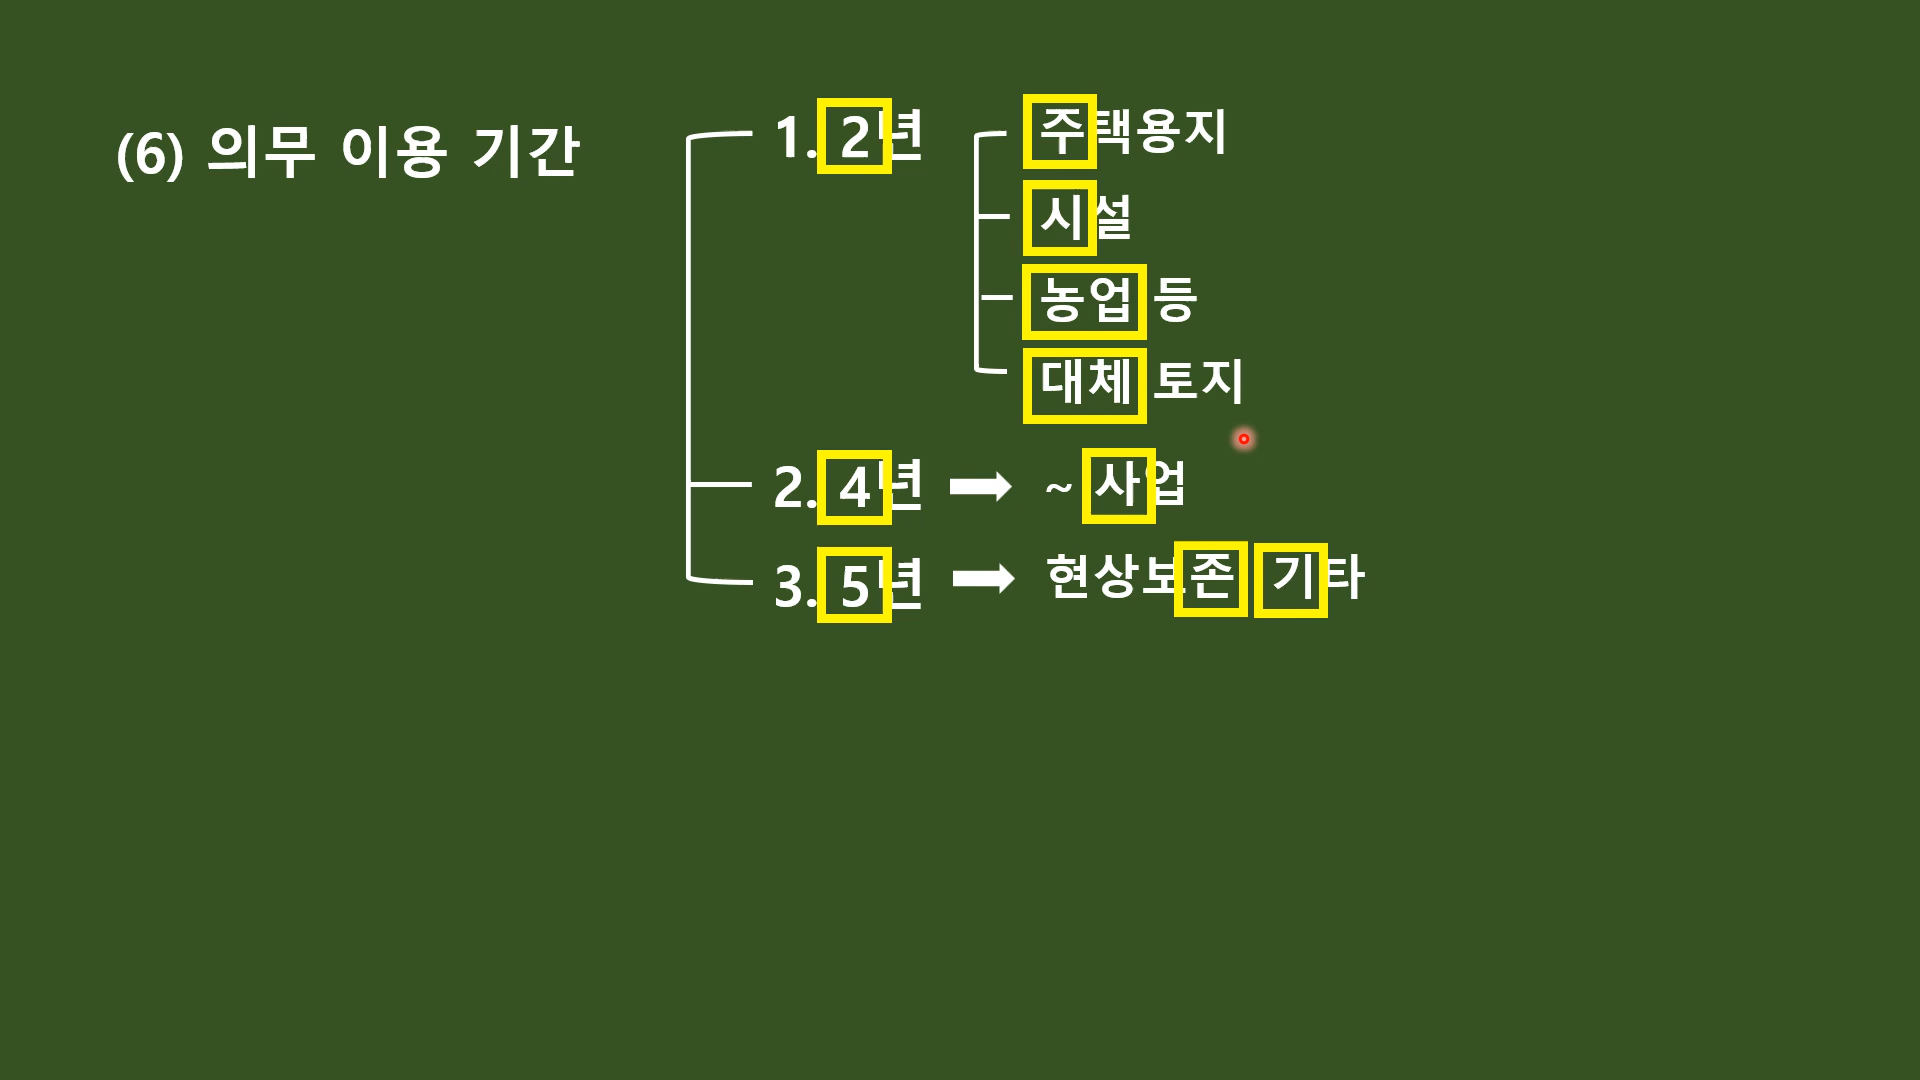 (6) 의무 이용 기간
1. 2년
주택용지
시설
농업 등
대체 토지
2. 4년 ➡ ~ 사업
3. 5년 ➡ 현상보존 기타